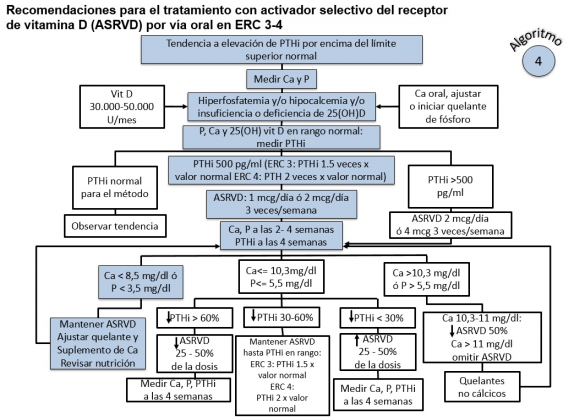 Recomendaciones para el tratamiento con activador selectivo del receptor
de vitamina D (ASRVD) por via oral en ERC 3-4
Algoritmo
4
Tendencia a elevación de PTHi por encima del límite
superior normal
Medir Ca y P
Vit D
30.000-50.000
U/mes
Hiperfosfatemia y/o hipocalcemia y/o
insuficiencia o deficiencia de 25(OH)D
Ca oral, ajustar
o iniciar quelante
de fósforo
P, Ca y 25(OH) vit D en rango normal:
medir PTHi
PTHi normal
para el método
PTHi 500 pg/ml (ERC 3: PTHi 1.5 veces x
valor normal ERC 4: PTH 2 veces x valor normal)
PTHi >500
pg/ml
Observar tendencia
ASRVD: 1 mcg/día ó 2 mcg/día
3 veces/semana
ASRVD 2 mcg/día
ó 4 mcg 3 veces/semana
Ca, P a las 2- 4 semanas
PTHi a las 4 semanas
Ca < 8,5 mg/dl ó
P < 3,5 mg/dl
Ca<= 10,3mg/dl
P<= 5,5 mg/dl
Ca >10,3 mg/dl
ó P > 5,5 mg/dl
Mantener ASRVD
Ajustar quelante y
Suplemento de Ca
Revisar nutrición
↓PTHi > 60%
↓PTHi 30-60%
↓PTHi < 30%
Ca 10,3-11 mg/dl:
↓ASRVD 50%
Ca > 11 mg/dl
omitir ASRVD
↓ASRVD
25 - 50%
de la dosis
Mantener ASRVD
hasta PTHi en rango:
ERC 3: PTHi 1.5 x
valor normal
ERC 4:
PTHi 2 x valor
normal
↑ASRVD
25 - 50%
de la dosis
Medir Ca, P, PTHi
a las 4 semanas
Medir Ca, P, PTHi
a las 4 semanas
Quelantes
no cálcicos